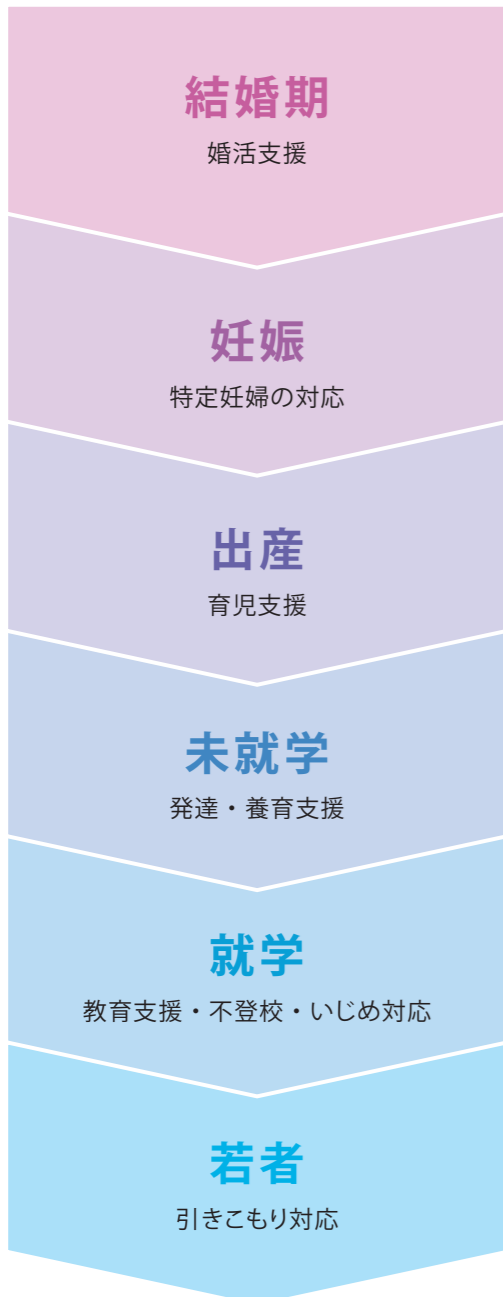 結婚期
婚活支援
妊娠
特定妊婦の対応
出産
育児支援
未就学
発達・養育支援
就学
教育支援・不登校・いじめ対応
若者
引きこもり対応